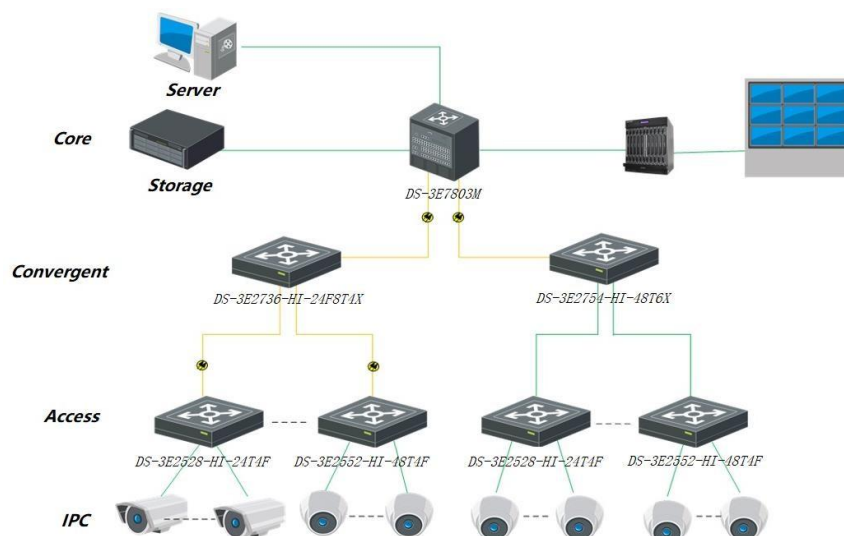 Server
Core
Storage
DS-3E7803M
Convergent
DS-3E2736-HI-24F8T4X
DS-3E2754-HI-48T6X
Access
DS-3E2528-HI-24T4F
DS-3E2552-HI-48T4F
DS-3E2528-HI-24T4F
DS-3E2552-HI-48T4F
IPC